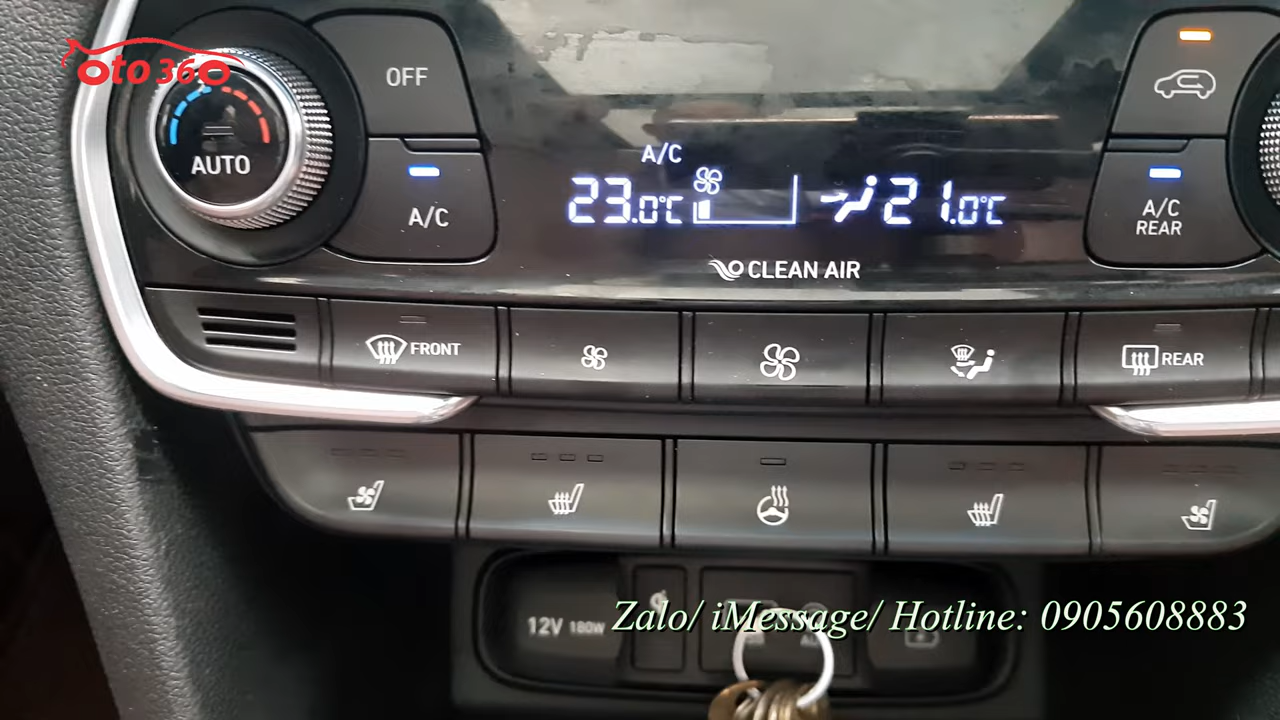 oto360
OFF
AUTO
A/C
A/C
23.0°C
21.0°C
A/C
REAR
CLEAN AIR
FRONT
REAR
12V 180W
Zalo/ iMessage/ Hotline: 0905608883